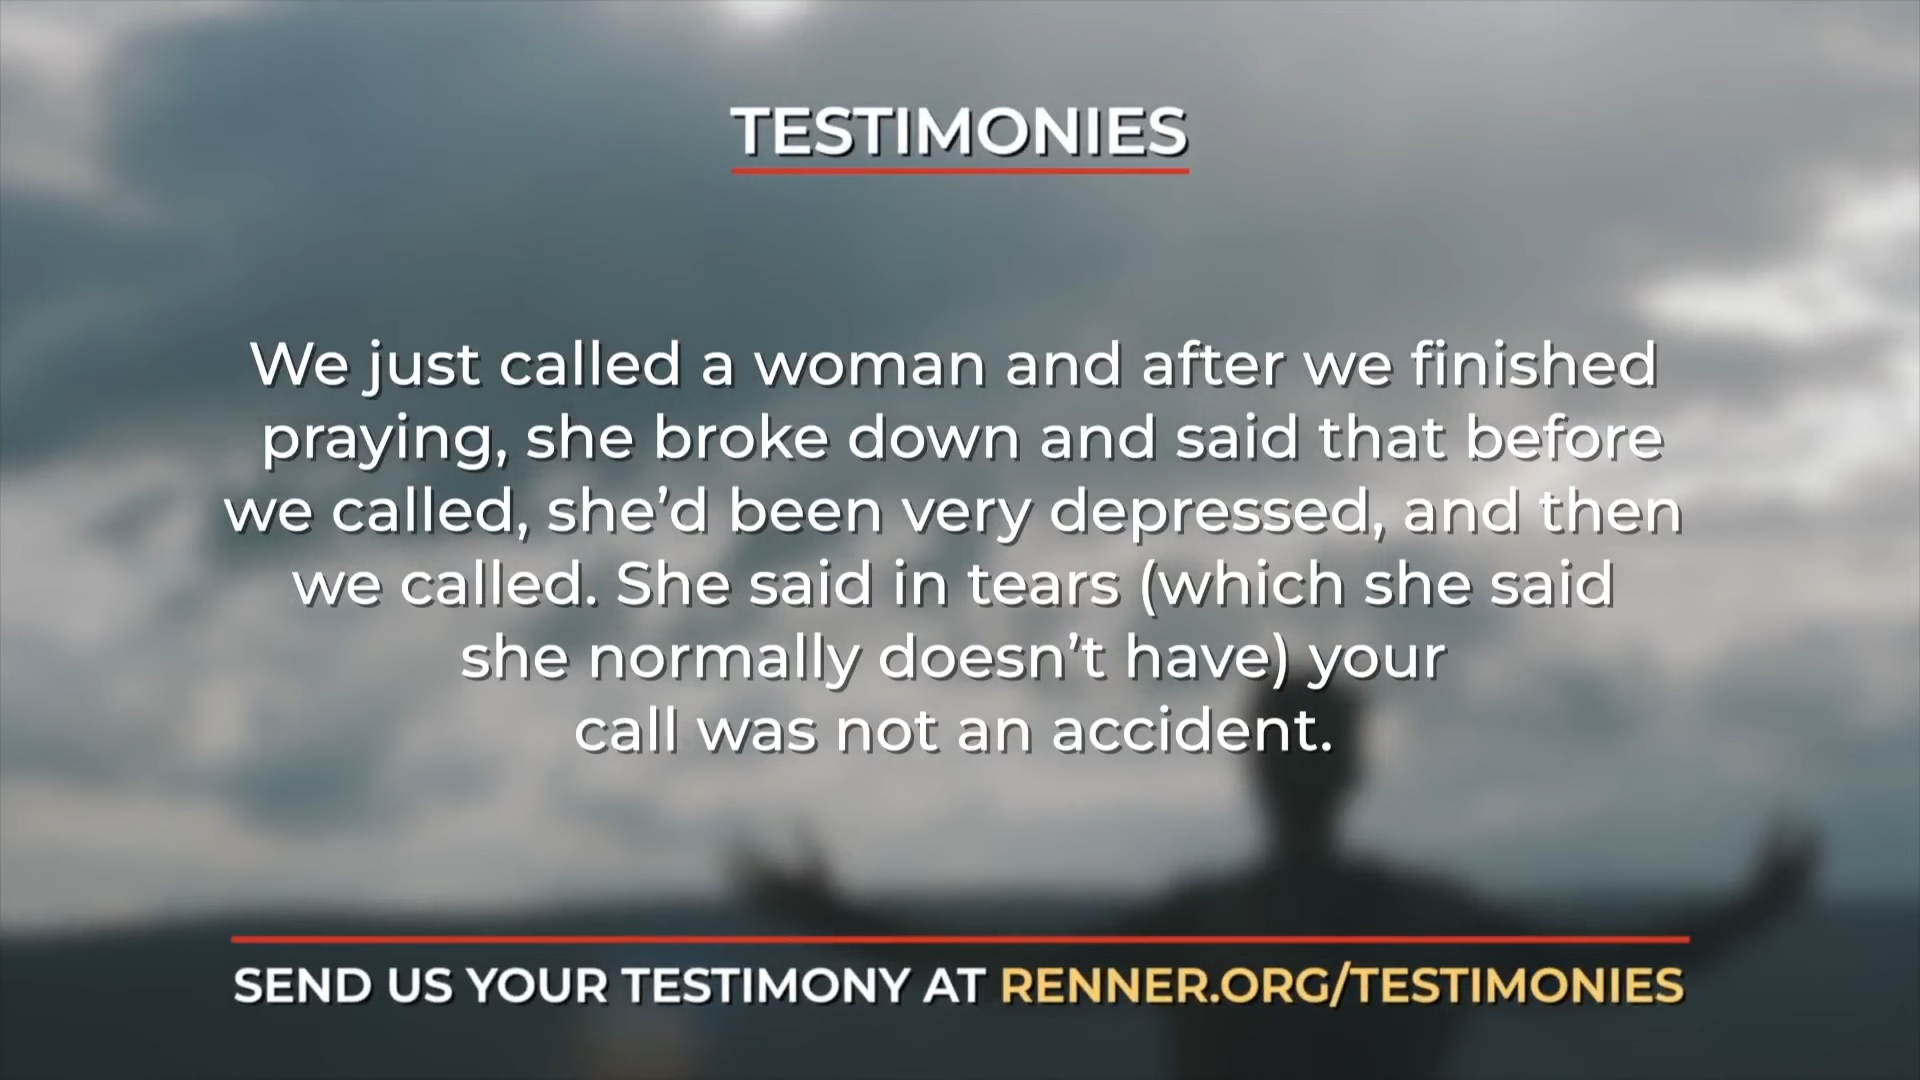 TESTIMONIES
We just called a woman and after we finished
praying, she broke down and said that before
we called, she’d been very depressed, and then
we called. She said in tears (which she said
she normally doesn’t have) your
call was not an accident.
SEND US YOUR TESTIMONY AT RENNER.ORG/TESTIMONIES